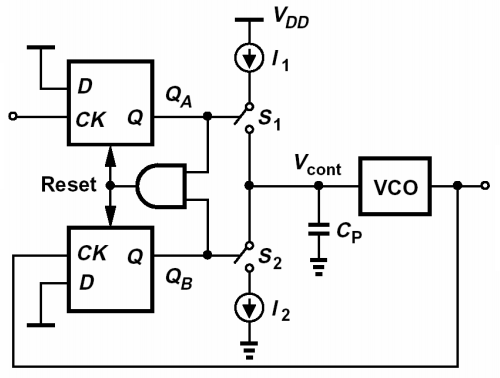 V_DD
I_1
D
Q_A
CK
Q
S_1
Reset
V_cont
VCO
C_P
CK
Q
S_2
D
Q_B
I_2